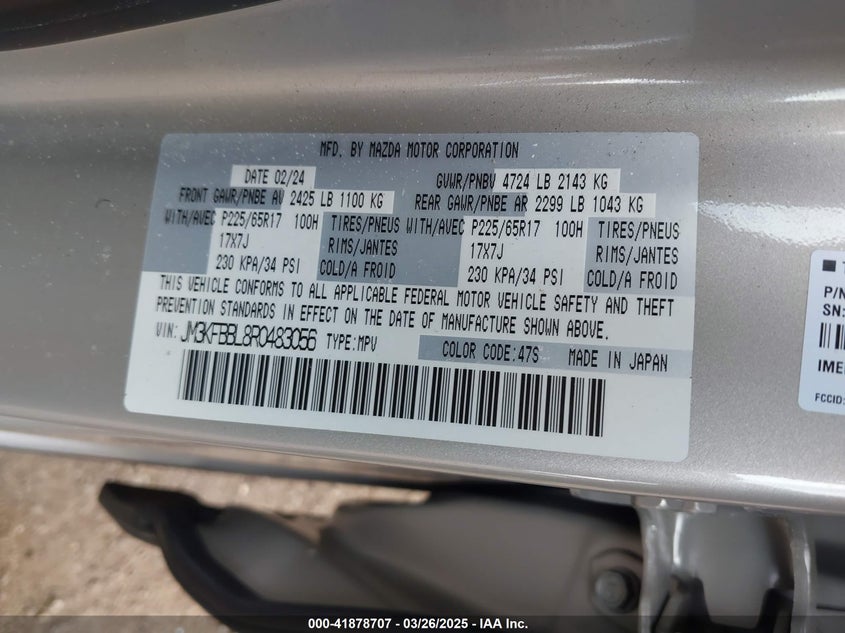 MFD. BY MAZDA MOTOR CORPORATION
DATE 02/24 GVWR/PNBV 4724 LB 2143 KG
FRONT GAWR/PNBE AV 2425 LB 1100 KG REAR GAWR/PNBE AR 2299 LB 1043 KG
WITH/AVEC P225/65R17 100H TIRES/PNEUS WITH/AVEC P225/65R17 100H TIRES/PNEUS
17X7J RIMS/JANTES 17X7J RIMS/JANTES
230 KPA/34 PSI COLD/A FROID 230 KPA/34 PSI COLD/A FROID
THIS VEHICLE CONFORMS TO ALL APPLICABLE FEDERAL MOTOR VEHICLE SAFETY AND THEFT
PREVENTION STANDARDS IN EFFECT ON THE DATE OF MANUFACTURE SHOWN ABOVE.
VIN: JM3KFBBL8R0483056 TYPE:MPV COLOR CODE:47S MADE IN JAPAN
P/N
SN:
IME
FCCID:
000-41878707 — 03/26/2025 — IAA Inc.